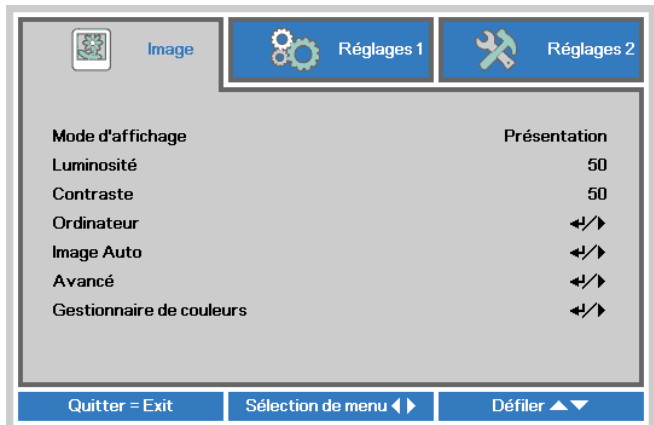 Image Réglages 1 Réglages 2
Mode d'affichage Présentation
Luminosité 50
Contraste 50
Ordinateur
Image Auto
Avancé
Gestionnaire de couleurs
Quitter = Exit Sélection de menu Défiler